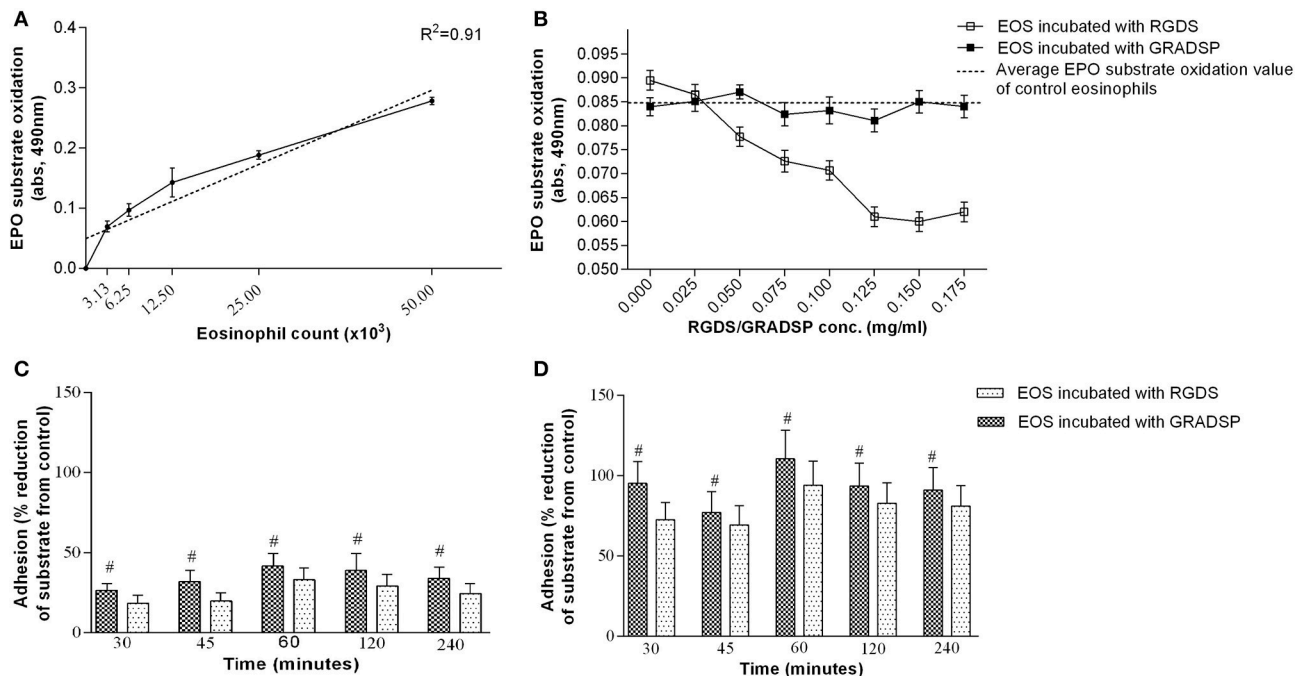 A
EPO substrate oxidation
(abs, 490nm)
0.4
0.3
0.2
0.1
0.0
R²=0.91
3.13
6.25
12.50
25.00
50.00
Eosinophil count (x10³)
B
EPO substrate oxidation
(abs, 490nm)
0.095
0.090
0.085
0.080
0.075
0.070
0.065
0.060
0.055
0.050
0.000
0.025
0.050
0.075
0.100
0.125
0.150
0.175
RGDS/GRADSP conc. (mg/ml)
EOS incubated with RGDS
EOS incubated with GRADSP
Average EPO substrate oxidation value
of control eosinophils
C
Adhesion (% reduction
of substrate from control)
150
100
50
0
# # # # #
30 45 60 120 240
Time (minutes)
D
Adhesion (% reduction
of substrate from control)
150
100
50
0
# # # # #
30 45 60 120 240
Time (minutes)
EOS incubated with RGDS
EOS incubated with GRADSP